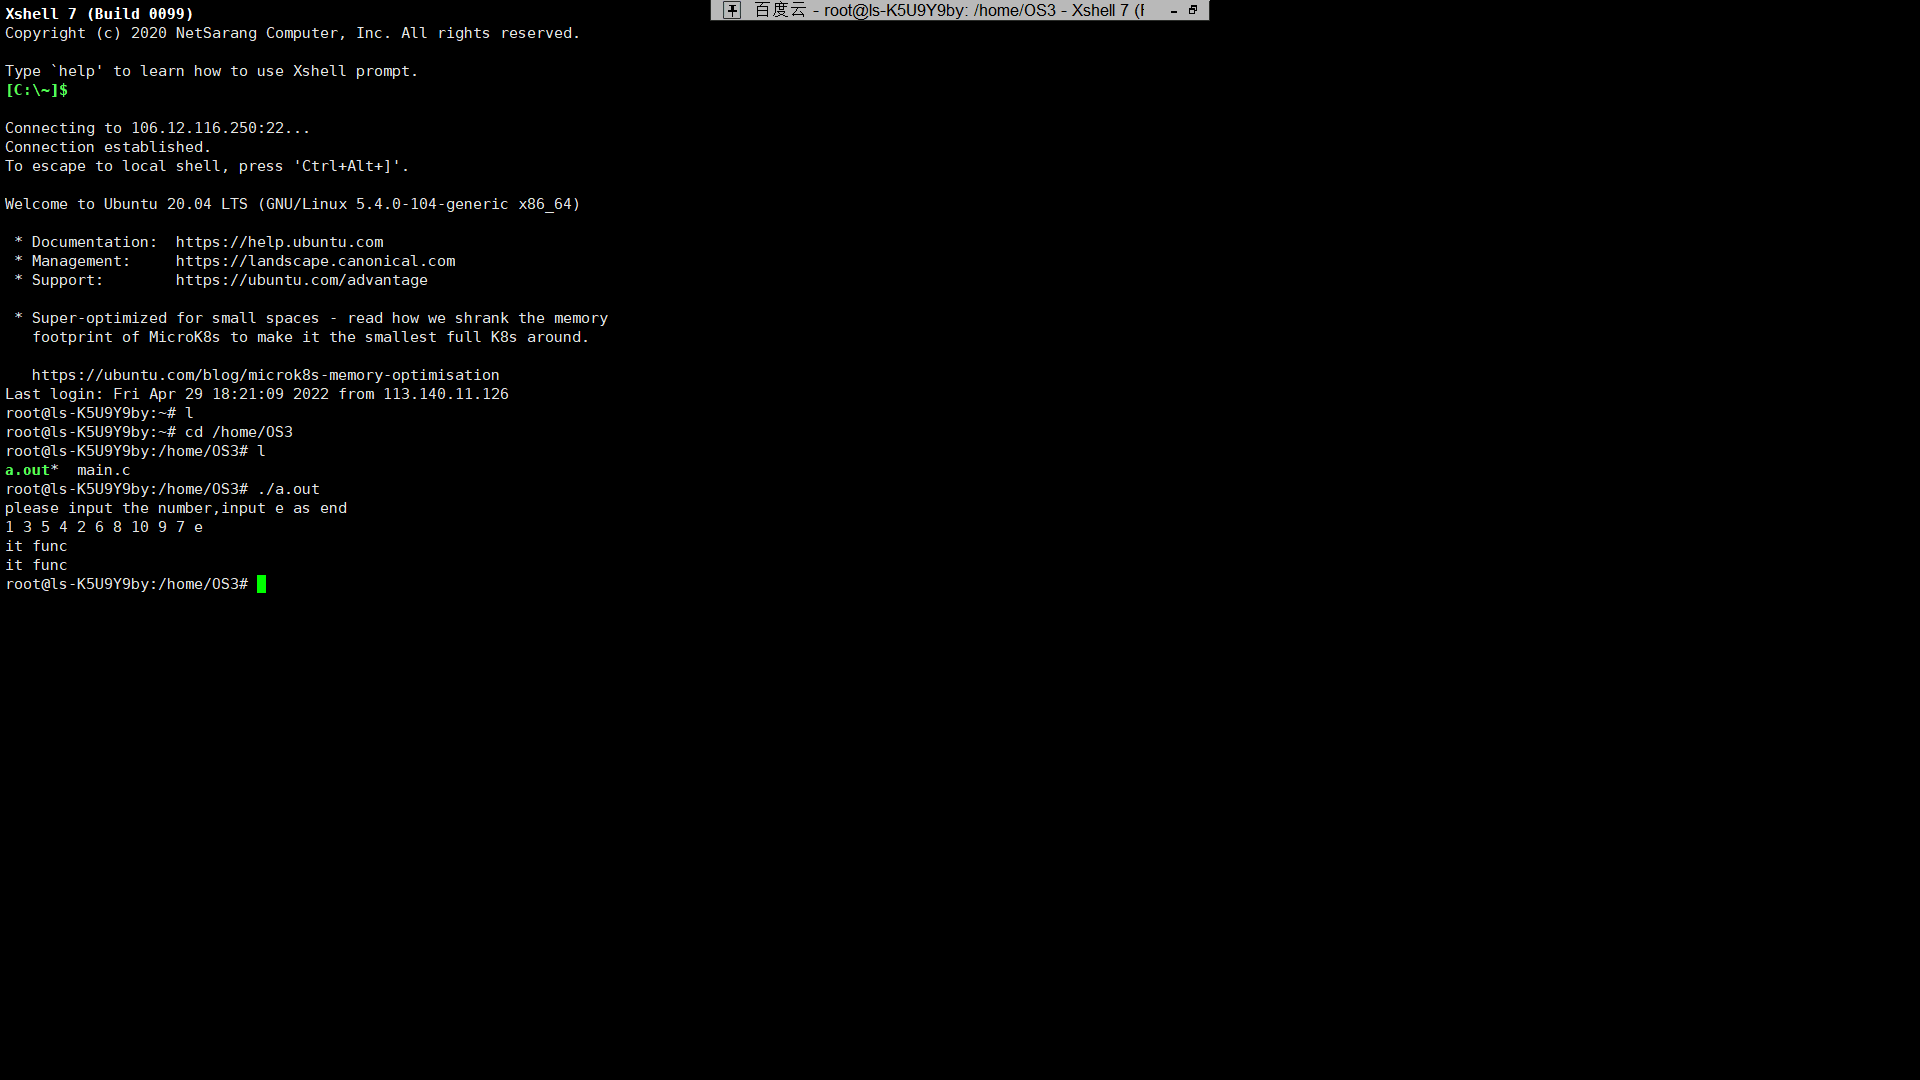 百度云 - root@ls-K5U9Y9by: /home/OS3 - Xshell 7 (F
Xshell 7 (Build 0099)
Copyright (c) 2020 NetSarang Computer, Inc. All rights reserved.
Type `help' to learn how to use Xshell prompt.
[C:\~]$
Connecting to 106.12.116.250:22...
Connection established.
To escape to local shell, press 'Ctrl+Alt+]'.
Welcome to Ubuntu 20.04 LTS (GNU/Linux 5.4.0-104-generic x86_64)
* Documentation:  https://help.ubuntu.com
* Management:     https://landscape.canonical.com
* Support:        https://ubuntu.com/advantage
* Super-optimized for small spaces - read how we shrank the memory
footprint of MicroK8s to make it the smallest full K8s around.
https://ubuntu.com/blog/microk8s-memory-optimisation
Last login: Fri Apr 29 18:21:09 2022 from 113.140.11.126
root@ls-K5U9Y9by:~# l
root@ls-K5U9Y9by:~# cd /home/OS3
root@ls-K5U9Y9by:/home/OS3# l
a.out*  main.c
root@ls-K5U9Y9by:/home/OS3# ./a.out
please input the number,input e as end
1 3 5 4 2 6 8 10 9 7 e
it func
it func
root@ls-K5U9Y9by:/home/OS3#